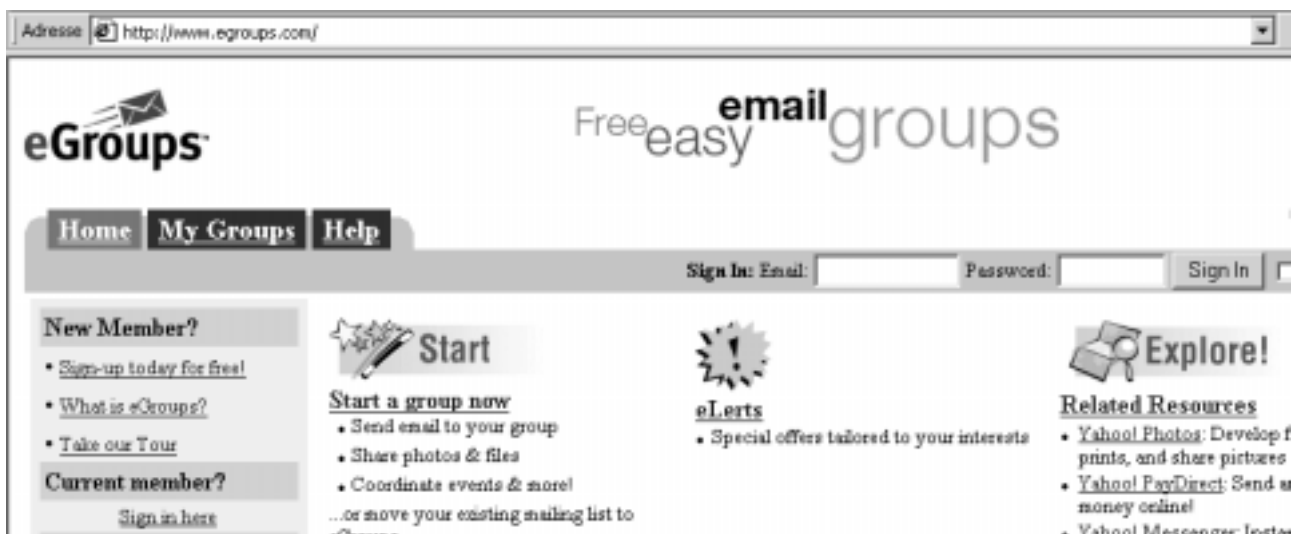 Adresse http://www.egroups.com/
eGroups
Free easy email groups
Home My Groups Help
Sign In: Email: Password: Sign In
New Member?
• Sign-up today for free!
• What is eGroups?
• Take our Tour
Current member?
Sign in here
Start
Start a group now
• Send email to your group
• Share photos & files
• Coordinate events & more!
...or move your existing mailing list to
eLerts
• Special offers tailored to your interests
Explore!
Related Resources
• Yahoo! Photos: Develop f
prints, and share pictures
• Yahoo! PayDirect: Send a
money online!
• Yahoo! Messenger: